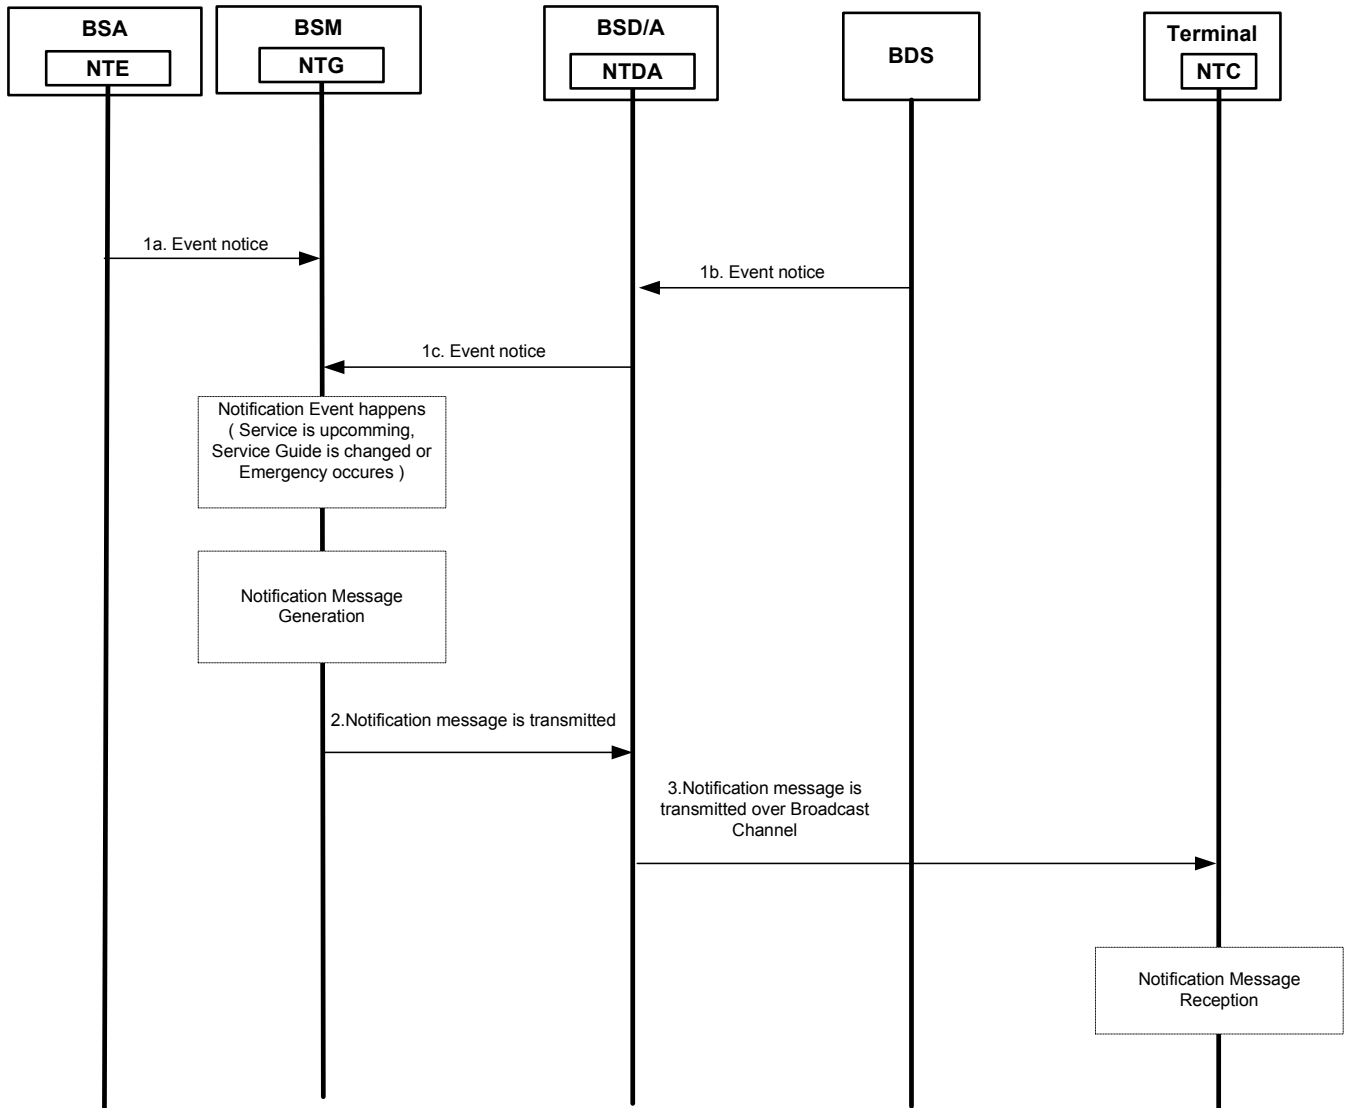 BSA
NTE
BSM
NTG
BSD/A
NTDA
BDS
Terminal
NTC
1a. Event notice
1b. Event notice
1c. Event notice
Notification Event happens
( Service is upcomming,
Service Guide is changed or
Emergency occures )
Notification Message
Generation
2.Notification message is transmitted
3.Notification message is
transmitted over Broadcast
Channel
Notification Message
Reception